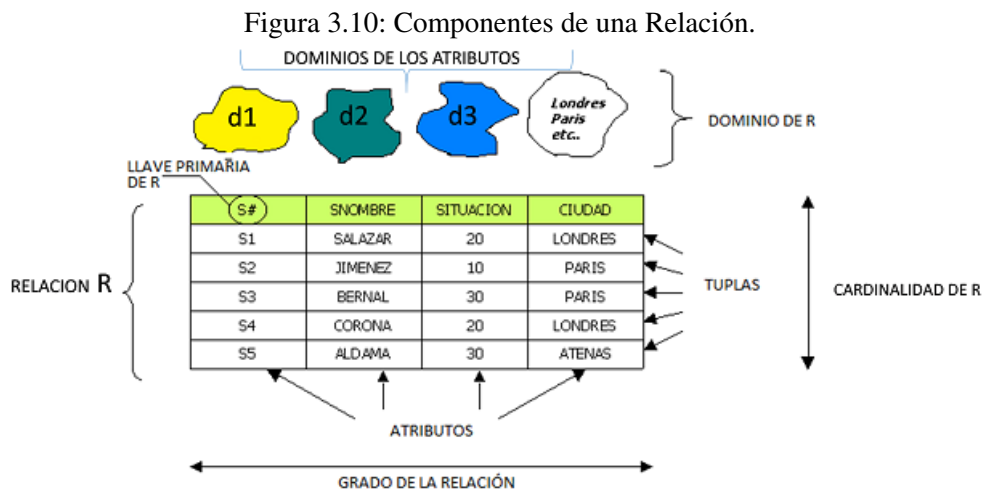 Figura 3.10: Componentes de una Relación.
DOMINIOS DE LOS ATRIBUTOS
d1
d2
d3
Londres
Paris
etc..
DOMINIO DE R
LLAVE PRIMARIA
DE R
S# SNOMBRE SITUACION CIUDAD
S1 SALAZAR 20 LONDRES
S2 JIMENEZ 10 PARIS
S3 BERNAL 30 PARIS
S4 CORONA 20 LONDRES
S5 ALDAMA 30 ATENAS
RELACION R
TUPLAS
CARDINALIDAD DE R
ATRIBUTOS
GRADO DE LA RELACIÓN